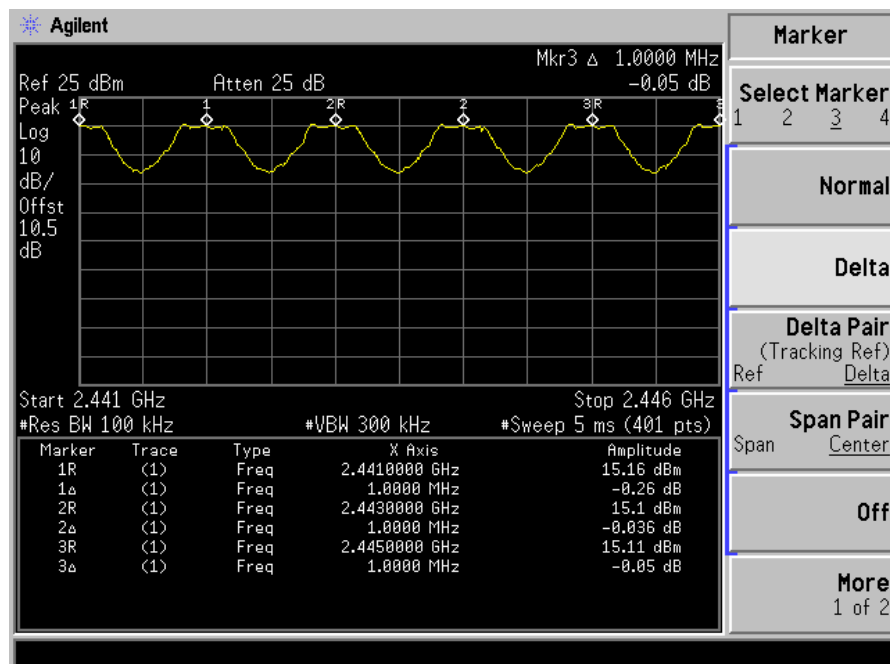 Agilent
Marker
Mkr3 Δ 1.0000 MHz
Ref 25 dBm Atten 25 dB -0.05 dB
Peak
Log
10
dB/
Offst
10.5
dB
1R 1 2R 2 3R 3
Start 2.441 GHz Stop 2.446 GHz
#Res BW 100 kHz #VBW 300 kHz #Sweep 5 ms (401 pts)
Marker Trace Type X Axis Amplitude
1R (1) Freq 2.4410000 GHz 15.16 dBm
1Δ (1) Freq 1.0000 MHz -0.26 dB
2R (1) Freq 2.4430000 GHz 15.1 dBm
2Δ (1) Freq 1.0000 MHz -0.036 dB
3R (1) Freq 2.4450000 GHz 15.11 dBm
3Δ (1) Freq 1.0000 MHz -0.05 dB
Select Marker
1 2 3 4
Normal
Delta
Delta Pair
(Tracking Ref)
Ref Delta
Span Pair
Span Center
Off
More
1 of 2